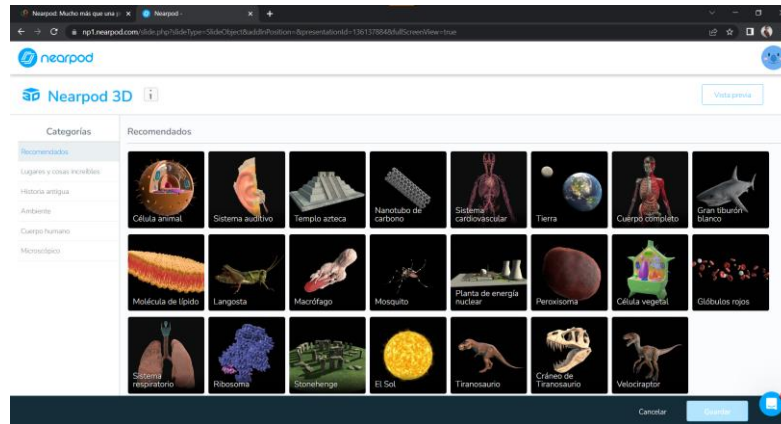 Nearpod: Mucho más que una p
Nearpod -
np1.nearpod.com/slide.php?slideType=SlideObject&addInPosition=-&presentationId=136137884&fullScreenView=true
nearpod
3D Nearpod 3D i
Vista previa
Categorías
Recomendados
Recomendados
Lugares y cosas increíbles
Historia antigua
Ambiente
Cuerpo humano
Microscópico
Célula animal
Sistema auditivo
Templo azteca
Nanotubo de
carbono
Sistema
cardiovascular
Tierra
Cuerpo completo
Gran tiburón
blanco
Molécula de lípido
Langosta
Macrófago
Mosquito
Planta de energía
nuclear
Peroxisoma
Célula vegetal
Glóbulos rojos
Sistema
respiratorio
Ribosoma
Stonehenge
El Sol
Tiranosaurio
Cráneo de
Tiranosaurio
Velociraptor
Cancelar
Guardar